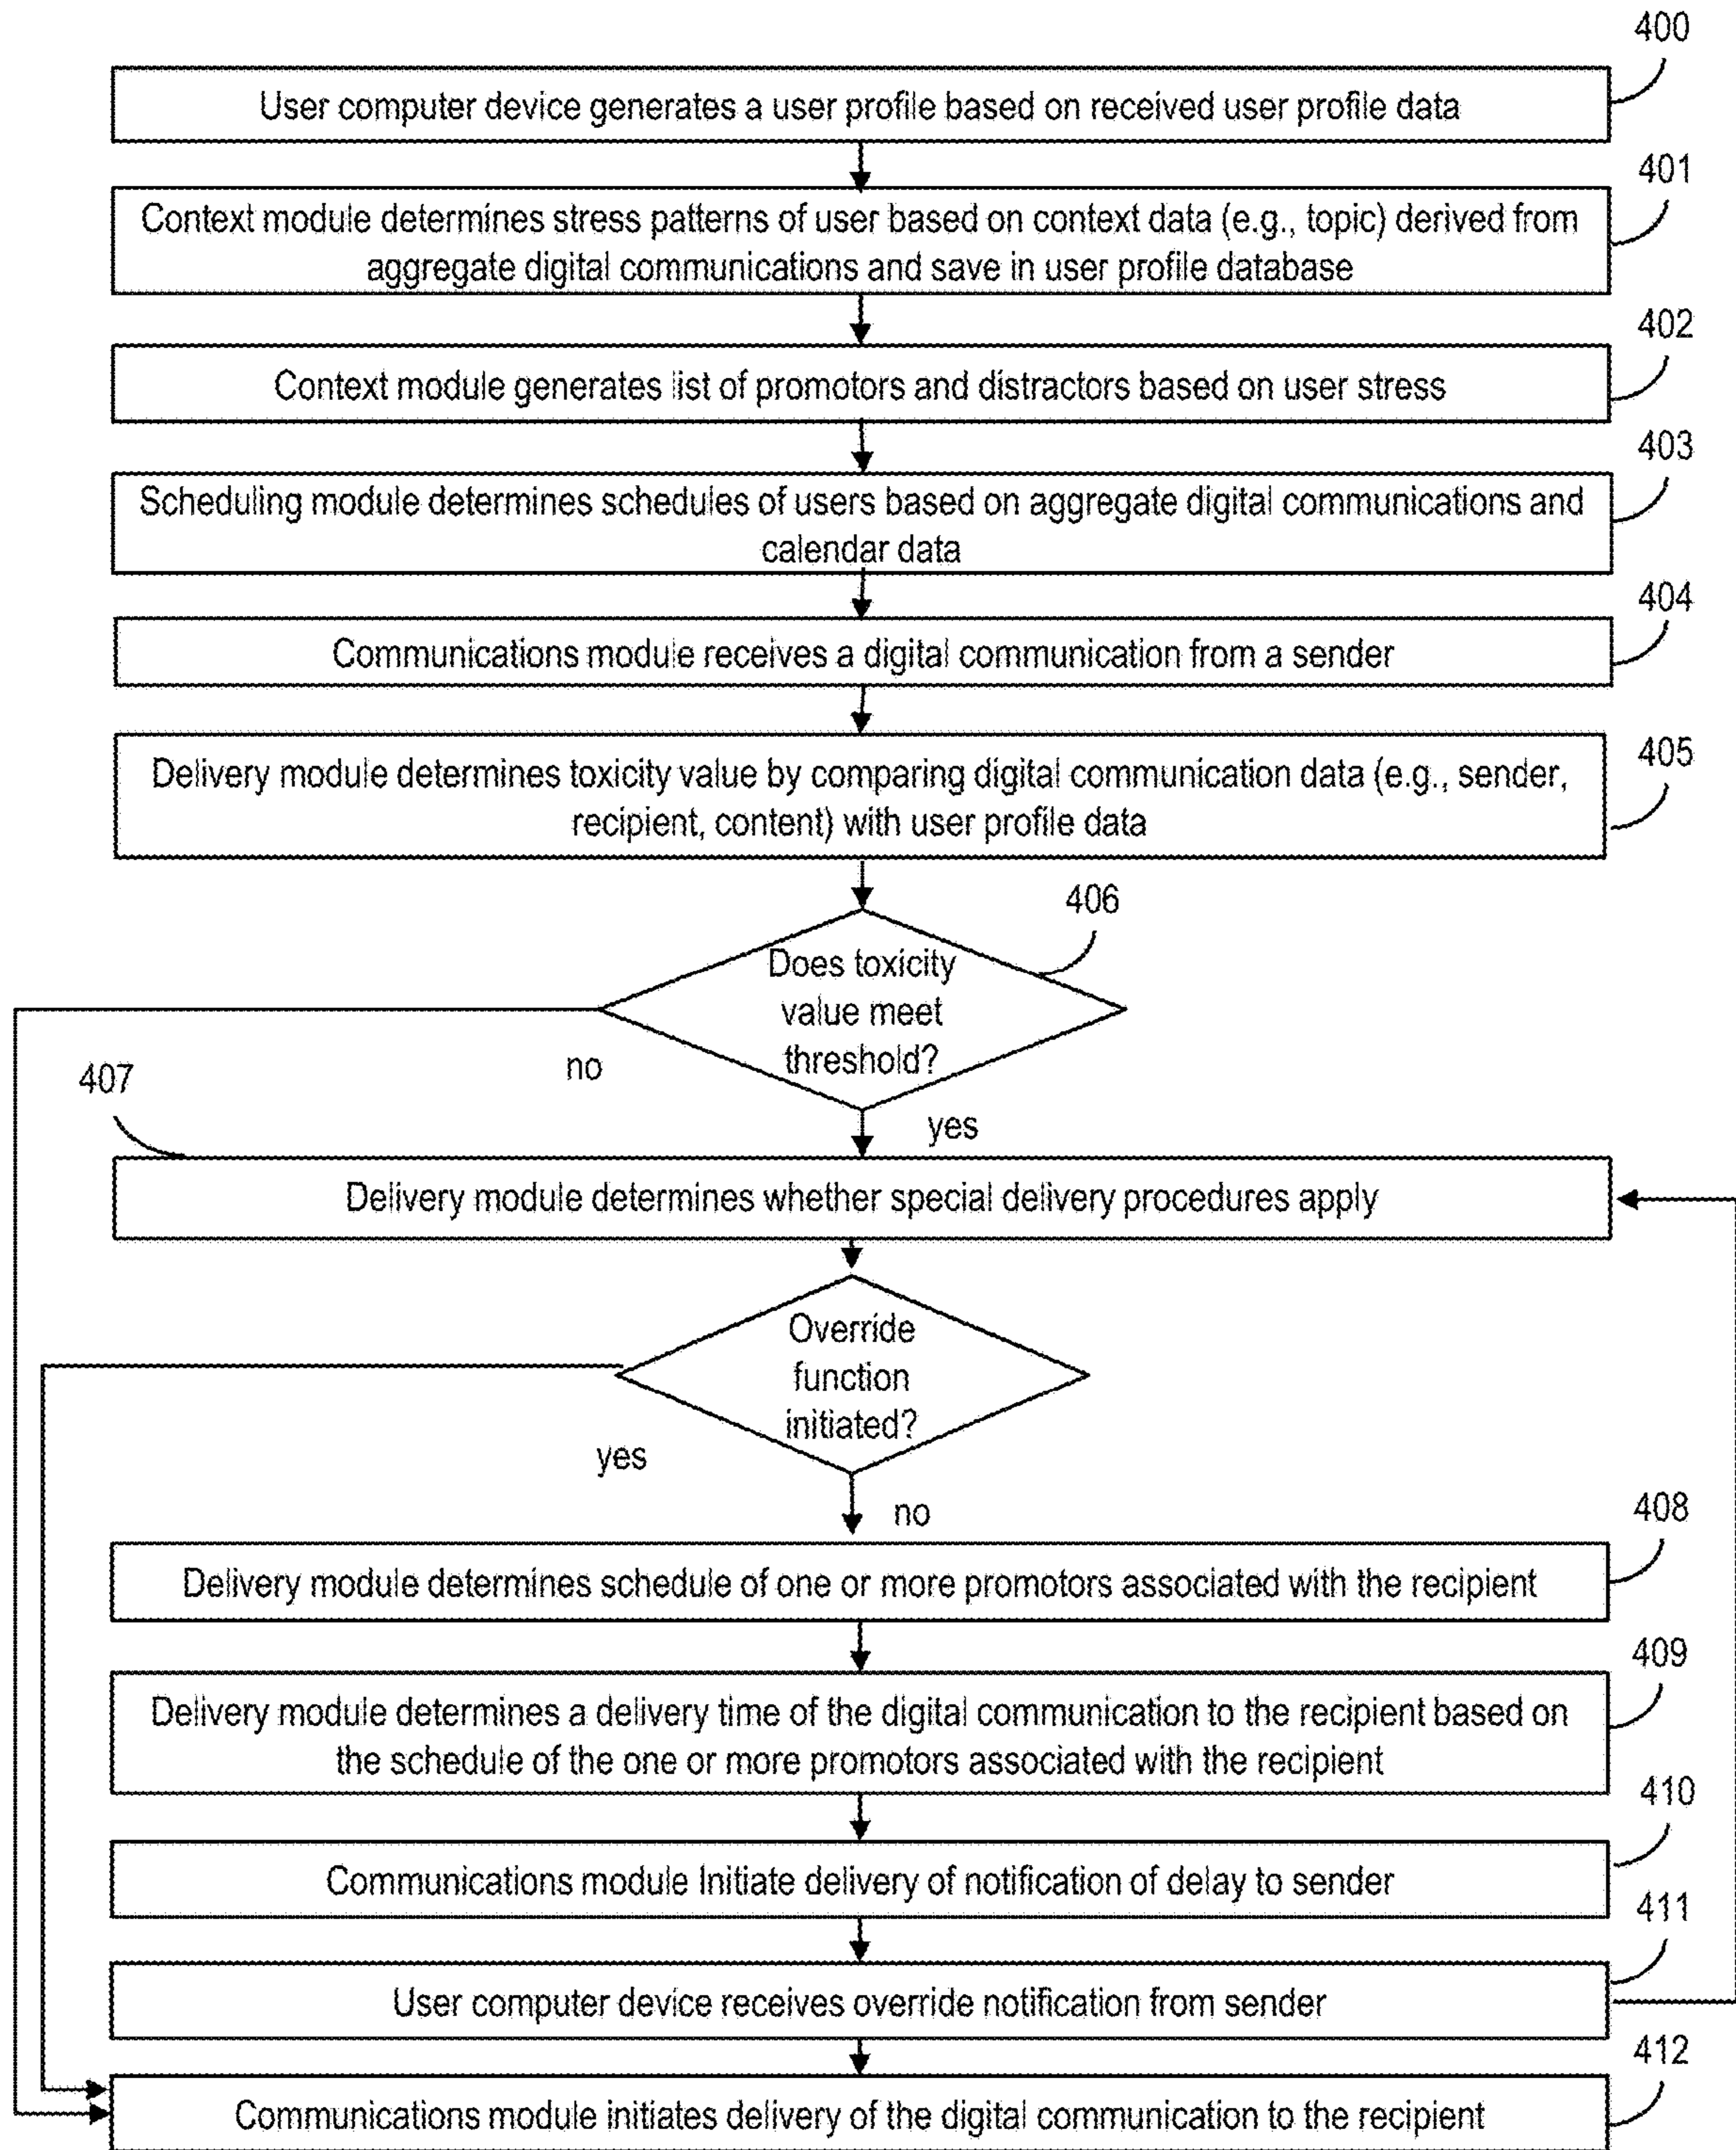 400
User computer device generates a user profile based on received user profile data
401
Context module determines stress patterns of user based on context data (e.g., topic) derived from
aggregate digital communications and save in user profile database
402
Context module generates list of promotors and distractors based on user stress
403
Scheduling module determines schedules of users based on aggregate digital communications and
calendar data
404
Communications module receives a digital communication from a sender
405
Delivery module determines toxicity value by comparing digital communication data (e.g., sender,
recipient, content) with user profile data
406
Does toxicity
value meet
threshold?
no
407
yes
Delivery module determines whether special delivery procedures apply
Override
function
initiated?
yes
no
408
Delivery module determines schedule of one or more promotors associated with the recipient
409
Delivery module determines a delivery time of the digital communication to the recipient based on
the schedule of the one or more promotors associated with the recipient
410
Communications module Initiate delivery of notification of delay to sender
411
User computer device receives override notification from sender
412
Communications module initiates delivery of the digital communication to the recipient